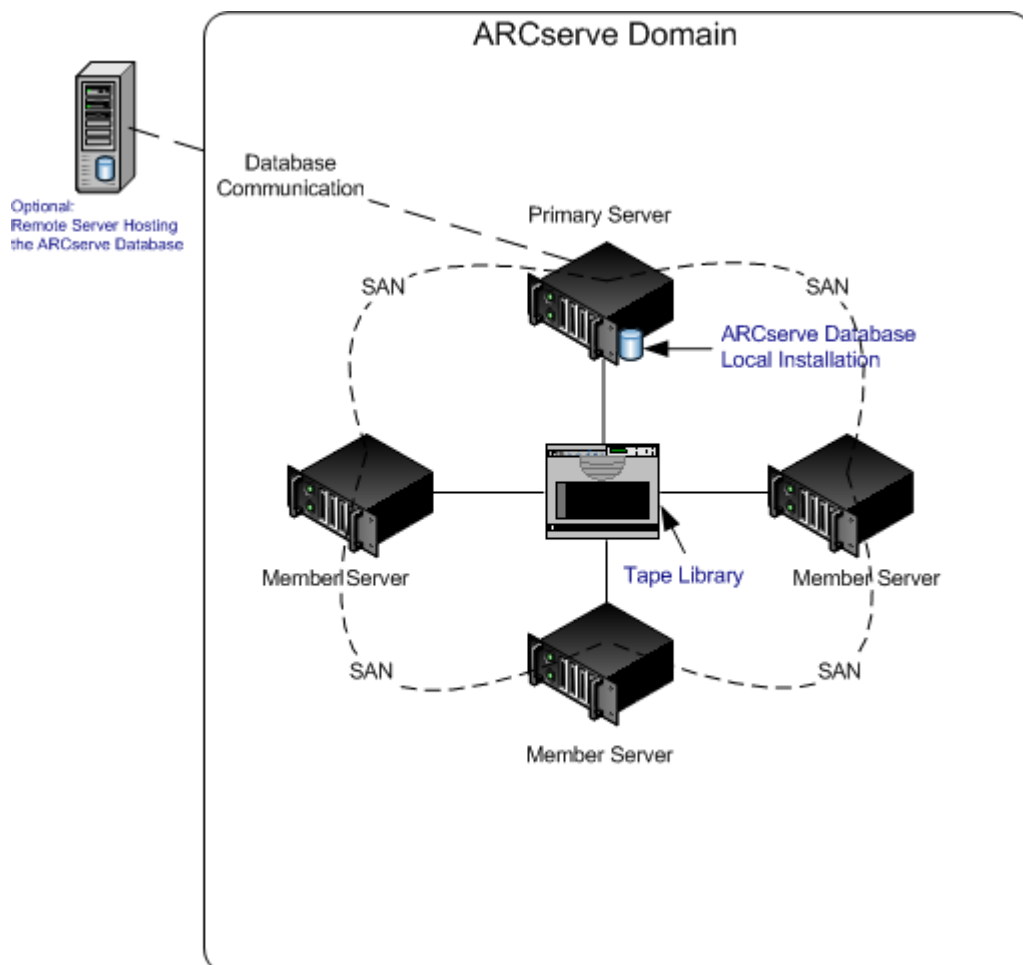 ARCserve Domain
Database
Communication
Optional:
Remote Server Hosting
the ARCserve Database
Primary Server
SAN
SAN
ARCserve Database
Local Installation
Member Server
Tape Library
Member Server
SAN
SAN
Member Server